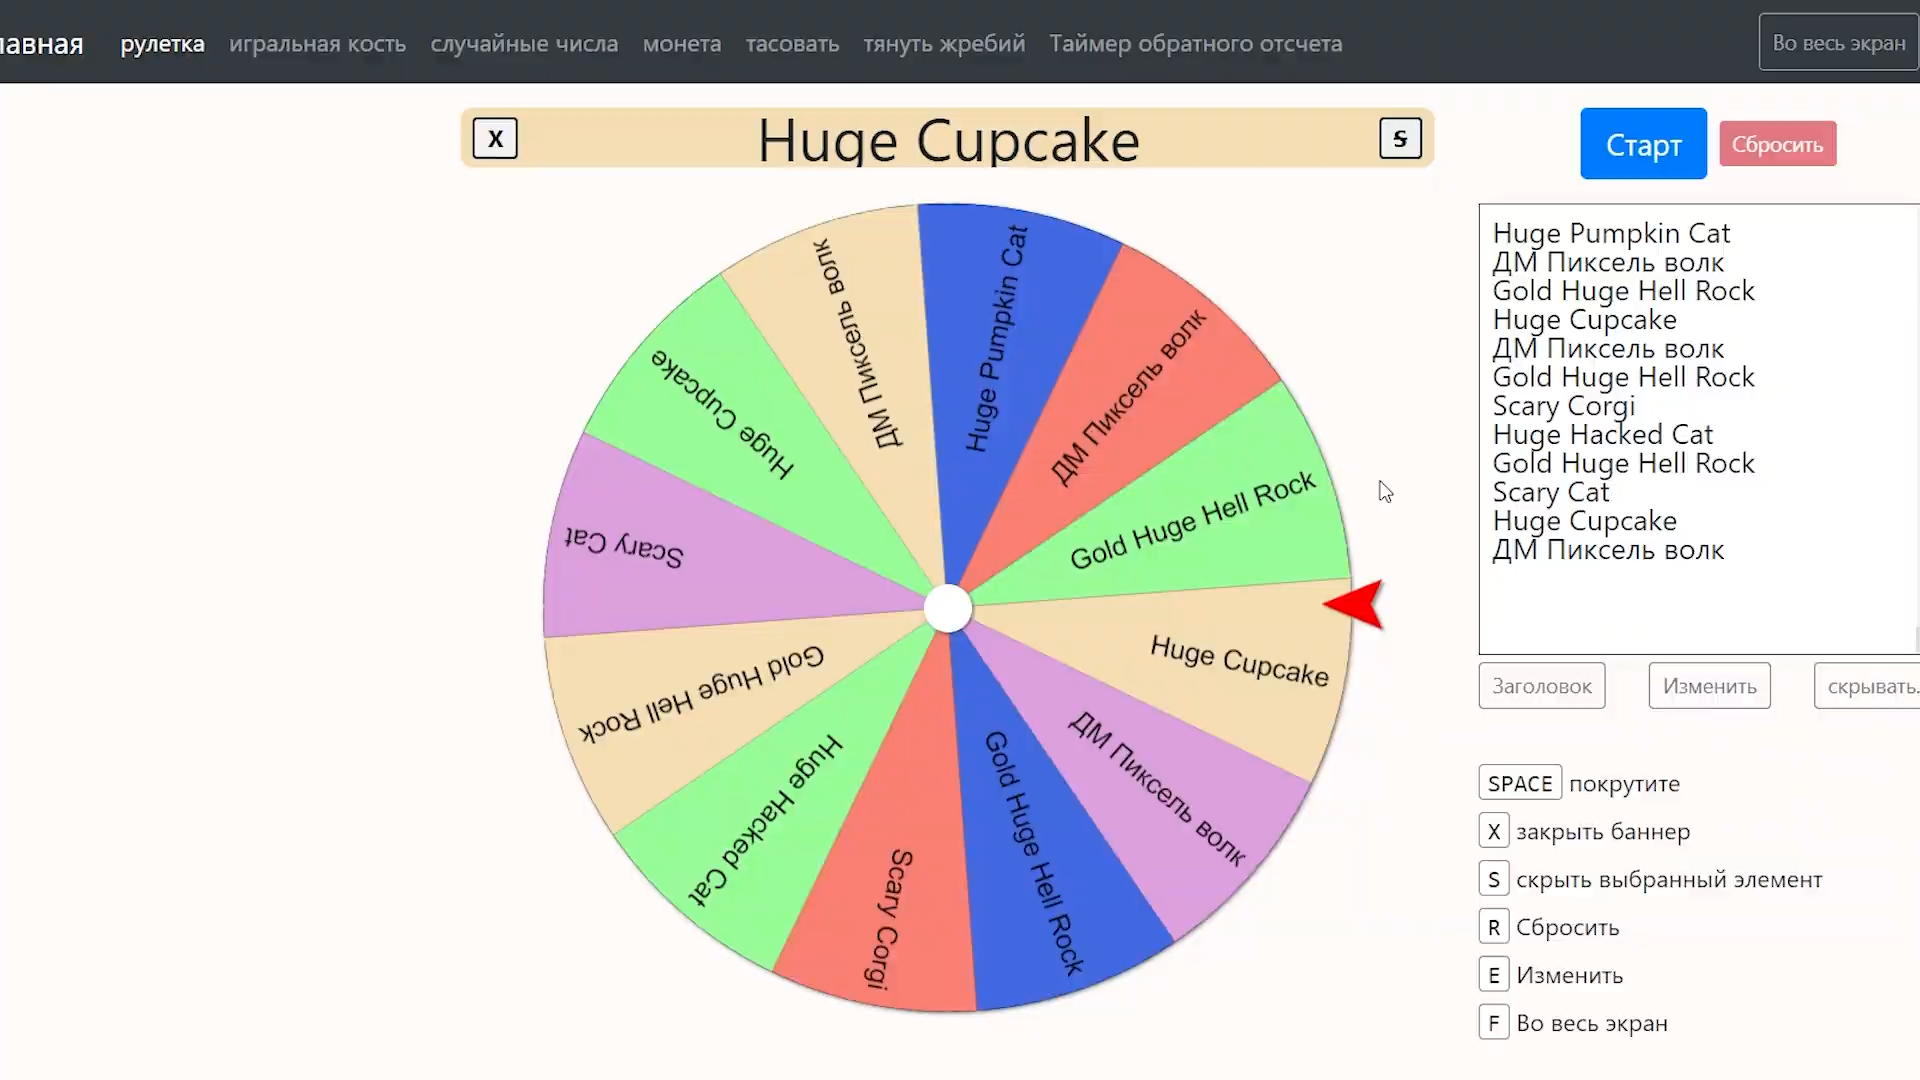 лавная рулетка игральная кость случайные числа монета тасовать тянуть жребий Таймер обратного отсчета Во весь экран
X Huge Cupcake S
Старт Сбросить
Huge Pumpkin Cat
ДМ Пиксель волк
Gold Huge Hell Rock
Huge Cupcake
ДМ Пиксель волк
Gold Huge Hell Rock
Scary Corgi
Huge Hacked Cat
Gold Huge Hell Rock
Scary Cat
Huge Cupcake
ДМ Пиксель волк
Huge Pumpkin Cat
ДМ Пиксель волк
Gold Huge Hell Rock
Huge Cupcake
ДМ Пиксель волк
Gold Huge Hell Rock
Scary Corgi
Huge Hacked Cat
Gold Huge Hell Rock
Scary Cat
Huge Cupcake
ДМ Пиксель волк
Заголовок Изменить скрывать.
SPACE покрутите
X закрыть баннер
S скрыть выбранный элемент
R Сбросить
E Изменить
F Во весь экран